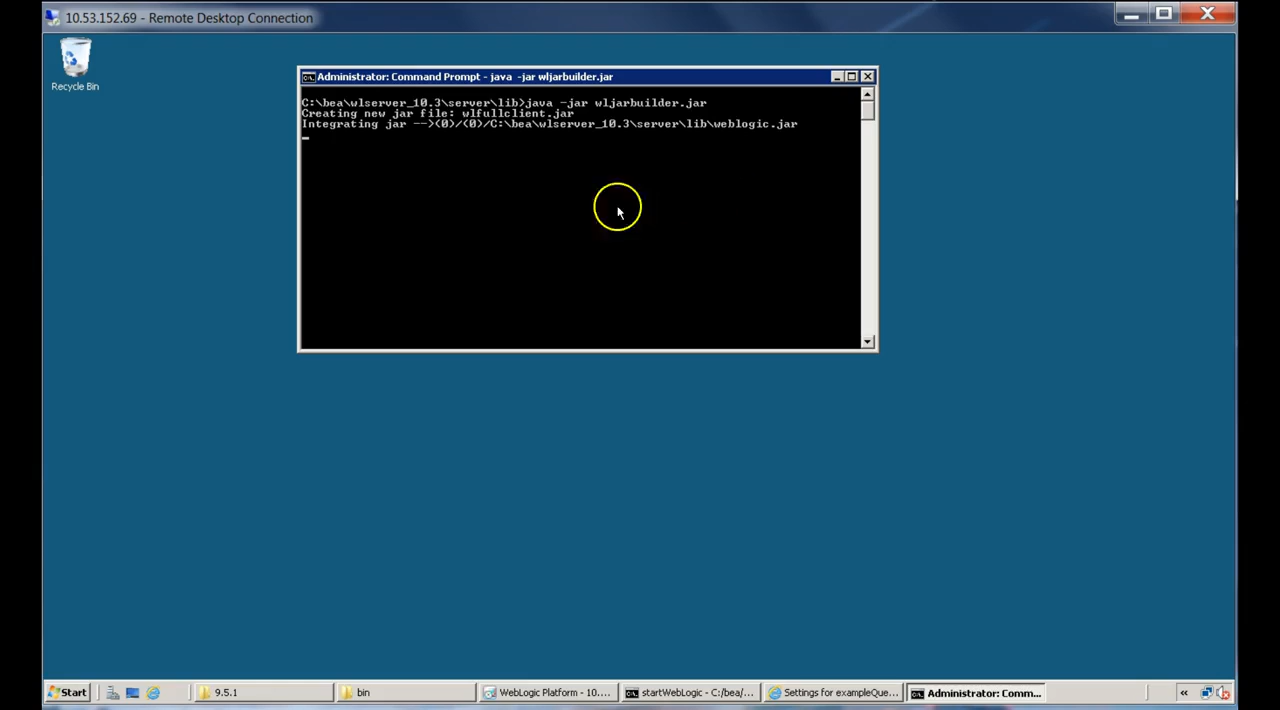 10.53.152.69 - Remote Desktop Connection
Recycle Bin
Administrator: Command Prompt - java -jar wljarbuilder.jar
C:\bea\wlserver_10.3\server\lib>java -jar wljarbuilder.jar
Creating new jar file: wlfullclient.jar
Integrating jar -->(0)/(0)/C:\bea\wlserver_10.3\server\lib\weblogic.jar
Start
9.5.1
bin
WebLogic Platform - 10....
startWebLogic - C:/bea/...
Settings for exampleQue...
Administrator: Comm...